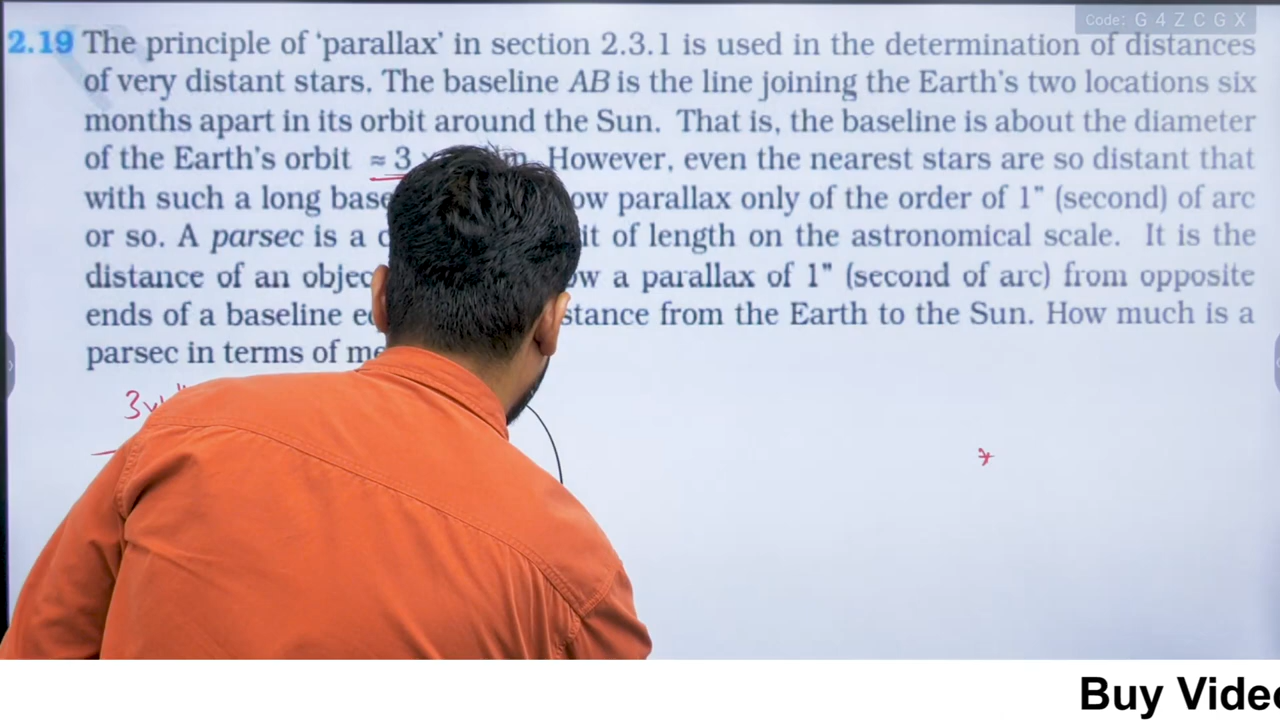 Code: G 4 Z C G X
2.19 The principle of 'parallax' in section 2.3.1 is used in the determination of distances
of very distant stars. The baseline AB is the line joining the Earth's two locations six
months apart in its orbit around the Sun. That is, the baseline is about the diameter
of the Earth's orbit ≈ 3 m. However, even the nearest stars are so distant that
with such a long parallax only of the order of 1" (second) of arc
or so. A parsec is a of length on the astronomical scale. It is the
distance of an a parallax of 1" (second of arc) from opposite
ends of a baseline from the Earth to the Sun. How much is a
parsec in terms of
3
Buy